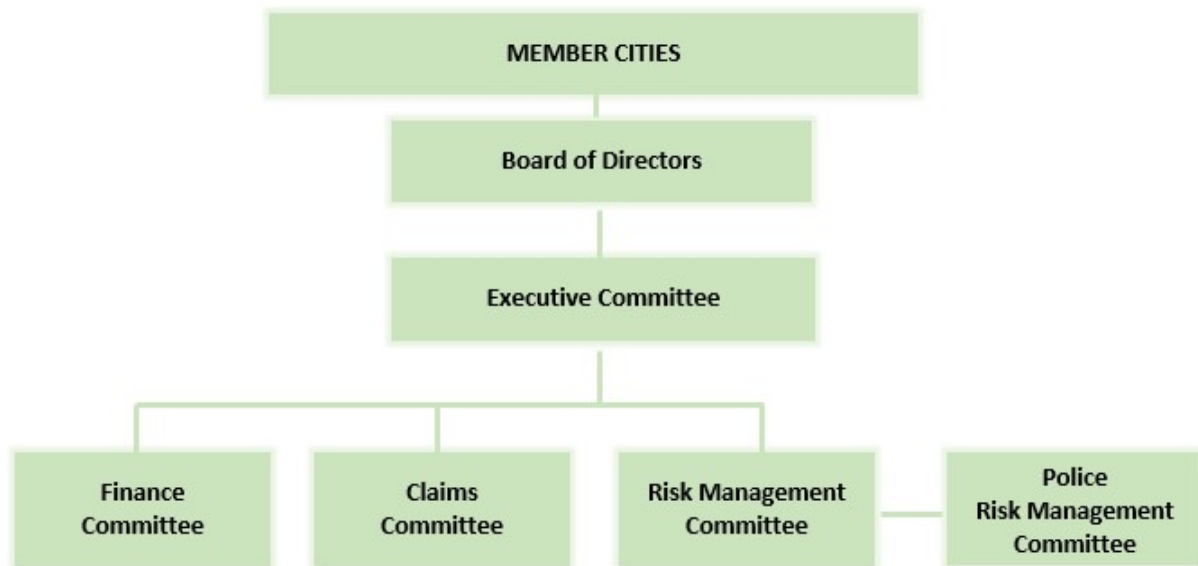 MEMBER CITIES
Board of Directors
Executive Committee
Finance
Committee
Claims
Committee
Risk Management
Committee
Police
Risk Management
Committee